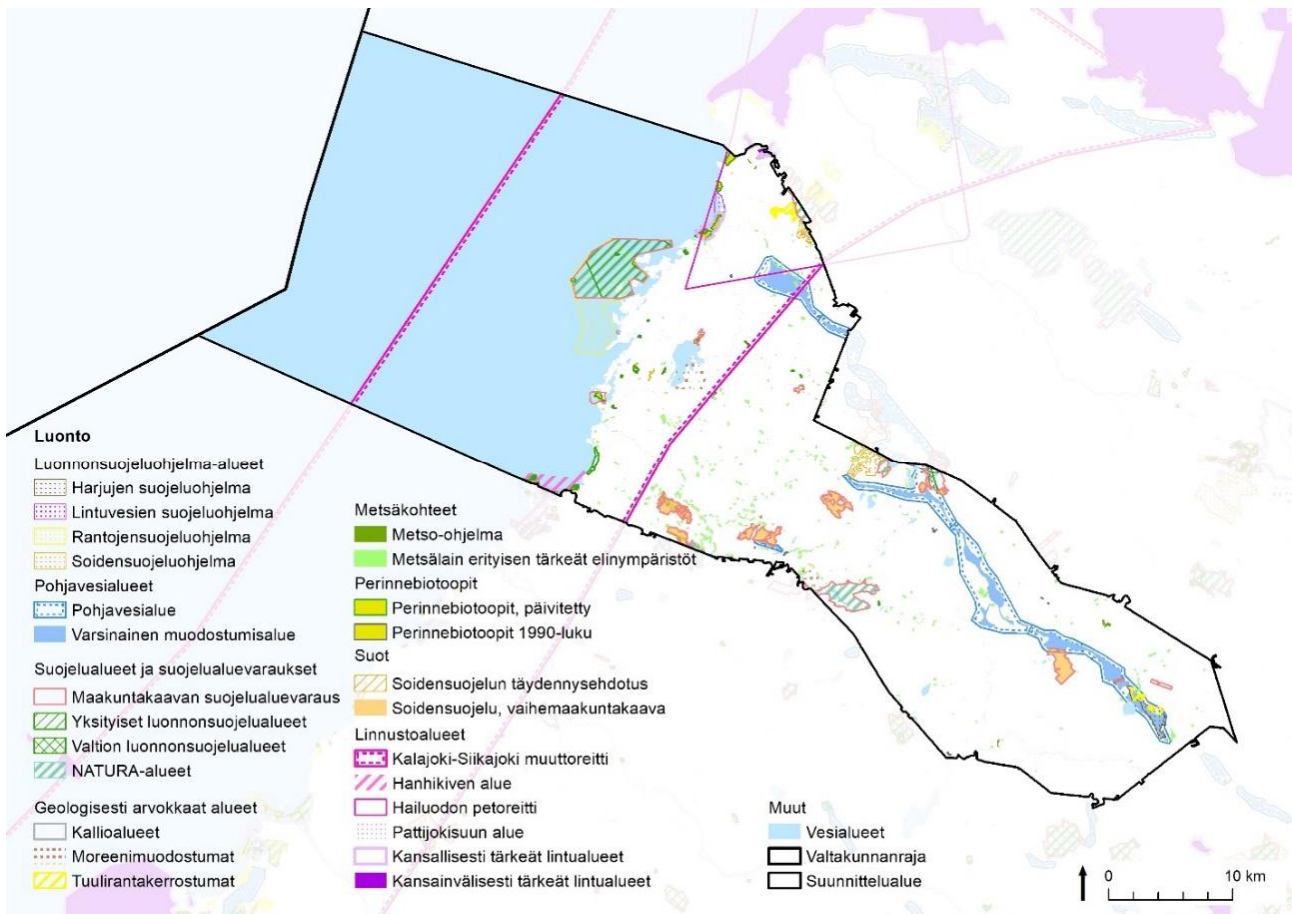 Luonto
Luonnonsuojeluohjelma-alueet
Harjujen suojeluohjelma
Lintuvesien suojeluohjelma
Rantojensuojeluohjelma
Soidensuojeluohjelma
Pohjavesialueet
Pohjavesialue
Varsinainen muodostumisalue
Suojelualueet ja suojelualuevaraukset
Maakuntakaavan suojelualuevaraus
Yksityiset luonnonsuojelualueet
Valtion luonnonsuojelualueet
NATURA-alueet
Geologisesti arvokkaat alueet
Kallioalueet
Moreenimuodostumat
Tuulirantakerrostumat
Metsäkohteet
Metso-ohjelma
Metsälain erityisen tärkeät elinympäristöt
Perinnebiotoopit
Perinnebiotoopit, päivitetty
Perinnebiotoopit 1990-luku
Suot
Soidensuojelun täydennysehdotus
Soidensuojelu, vaihemaakuntakaava
Linnustoalueet
Kalajoki-Siikajoki muuttoreitti
Hanhikiven alue
Hailuodon petoreitti
Pattijokisuun alue
Kansallisesti tärkeät lintualueet
Kansainvälisesti tärkeät lintualueet
Muut
Vesialueet
Valtakunnanraja
Suunnittelualue
0 10 km